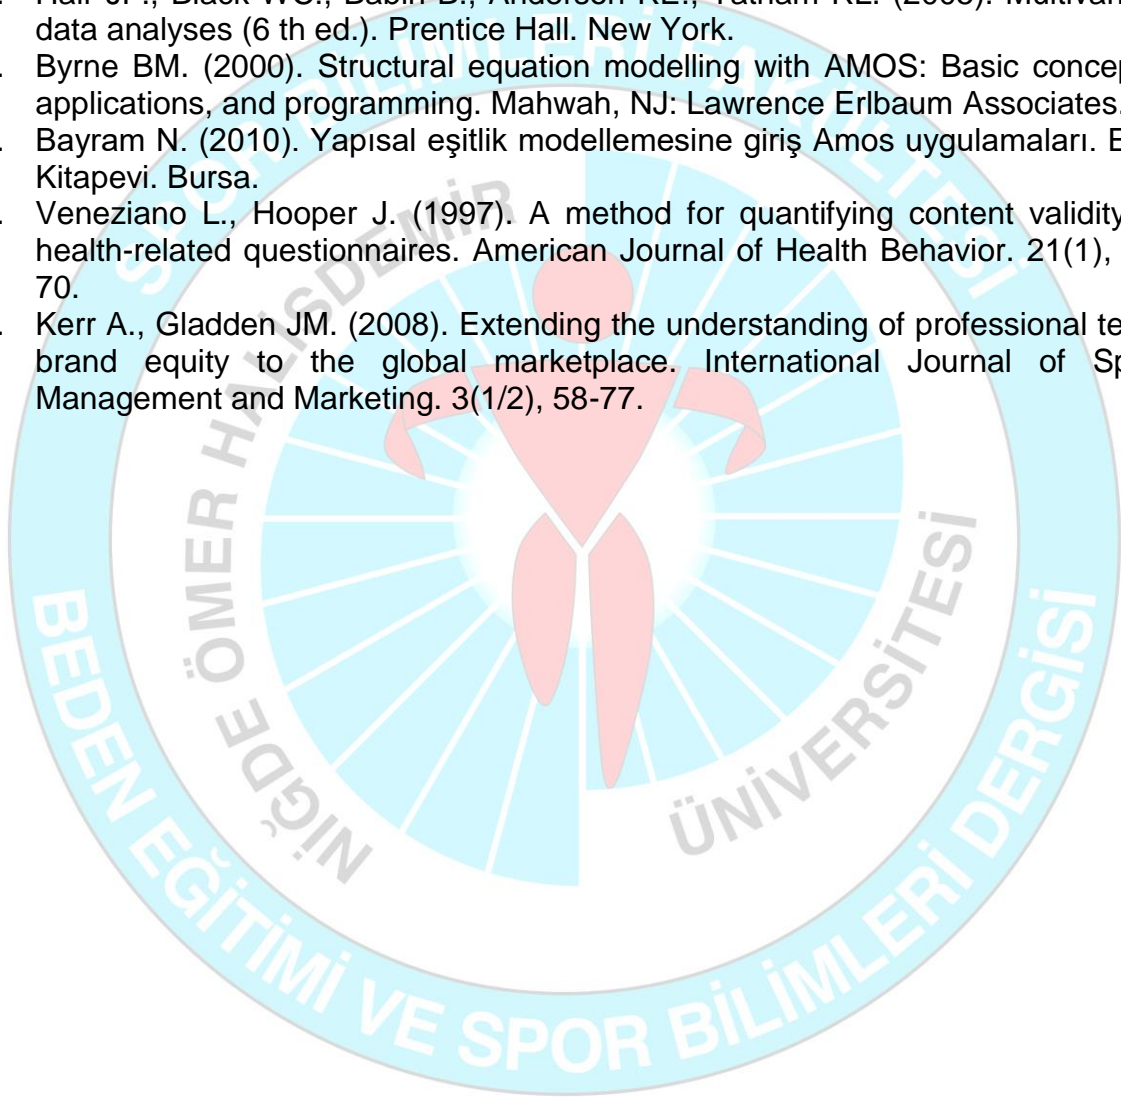 data analyses (6 th ed.). Prentice Hall. New York.
. Byrne BM. (2000). Structural equation modelling with AMOS: Basic concep
applications, and programming. Mahwah, NJ: Lawrence Erlbaum Associates.
. Bayram N. (2010). Yapısal eşitlik modellemesine giriş Amos uygulamaları. E
Kitapevi. Bursa.
. Veneziano L., Hooper J. (1997). A method for quantifying content validity
health-related questionnaires. American Journal of Health Behavior. 21(1),
70.
. Kerr A., Gladden JM. (2008). Extending the understanding of professional te
brand equity to the global marketplace. International Journal of Sp
Management and Marketing. 3(1/2), 58-77.
SPOR BİLİMLERİ FAKÜLTESİ
NİĞDE ÖMER HALİSDEMİR
ÜNİVERSİTESİ
BEDEN EĞİTİMİ VE SPOR BİLİMLERİ DERGİSİ